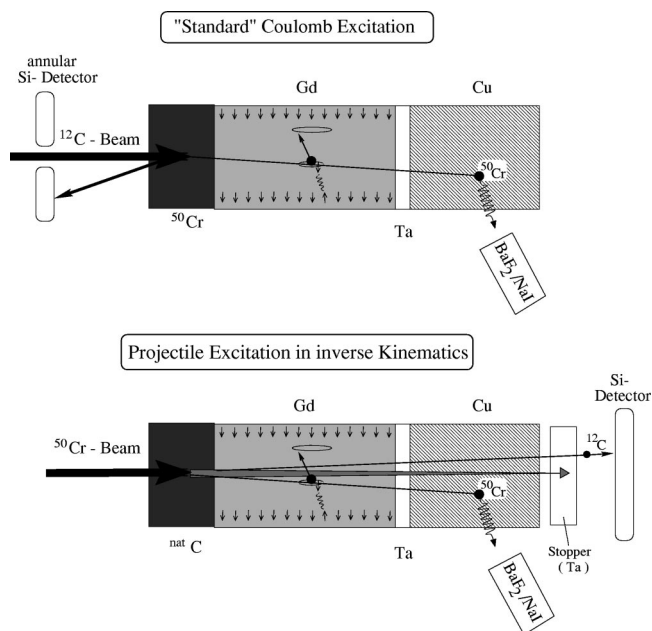 "Standard" Coulomb Excitation
annular
Si- Detector
12C - Beam
Gd
Cu
50Cr
50Cr
Ta
BaF2/NaI
Projectile Excitation in inverse Kinematics
Si-
Detector
50Cr - Beam
Gd
Cu
12C
50Cr
nat C
Ta
Stopper
( Ta )
BaF2/NaI